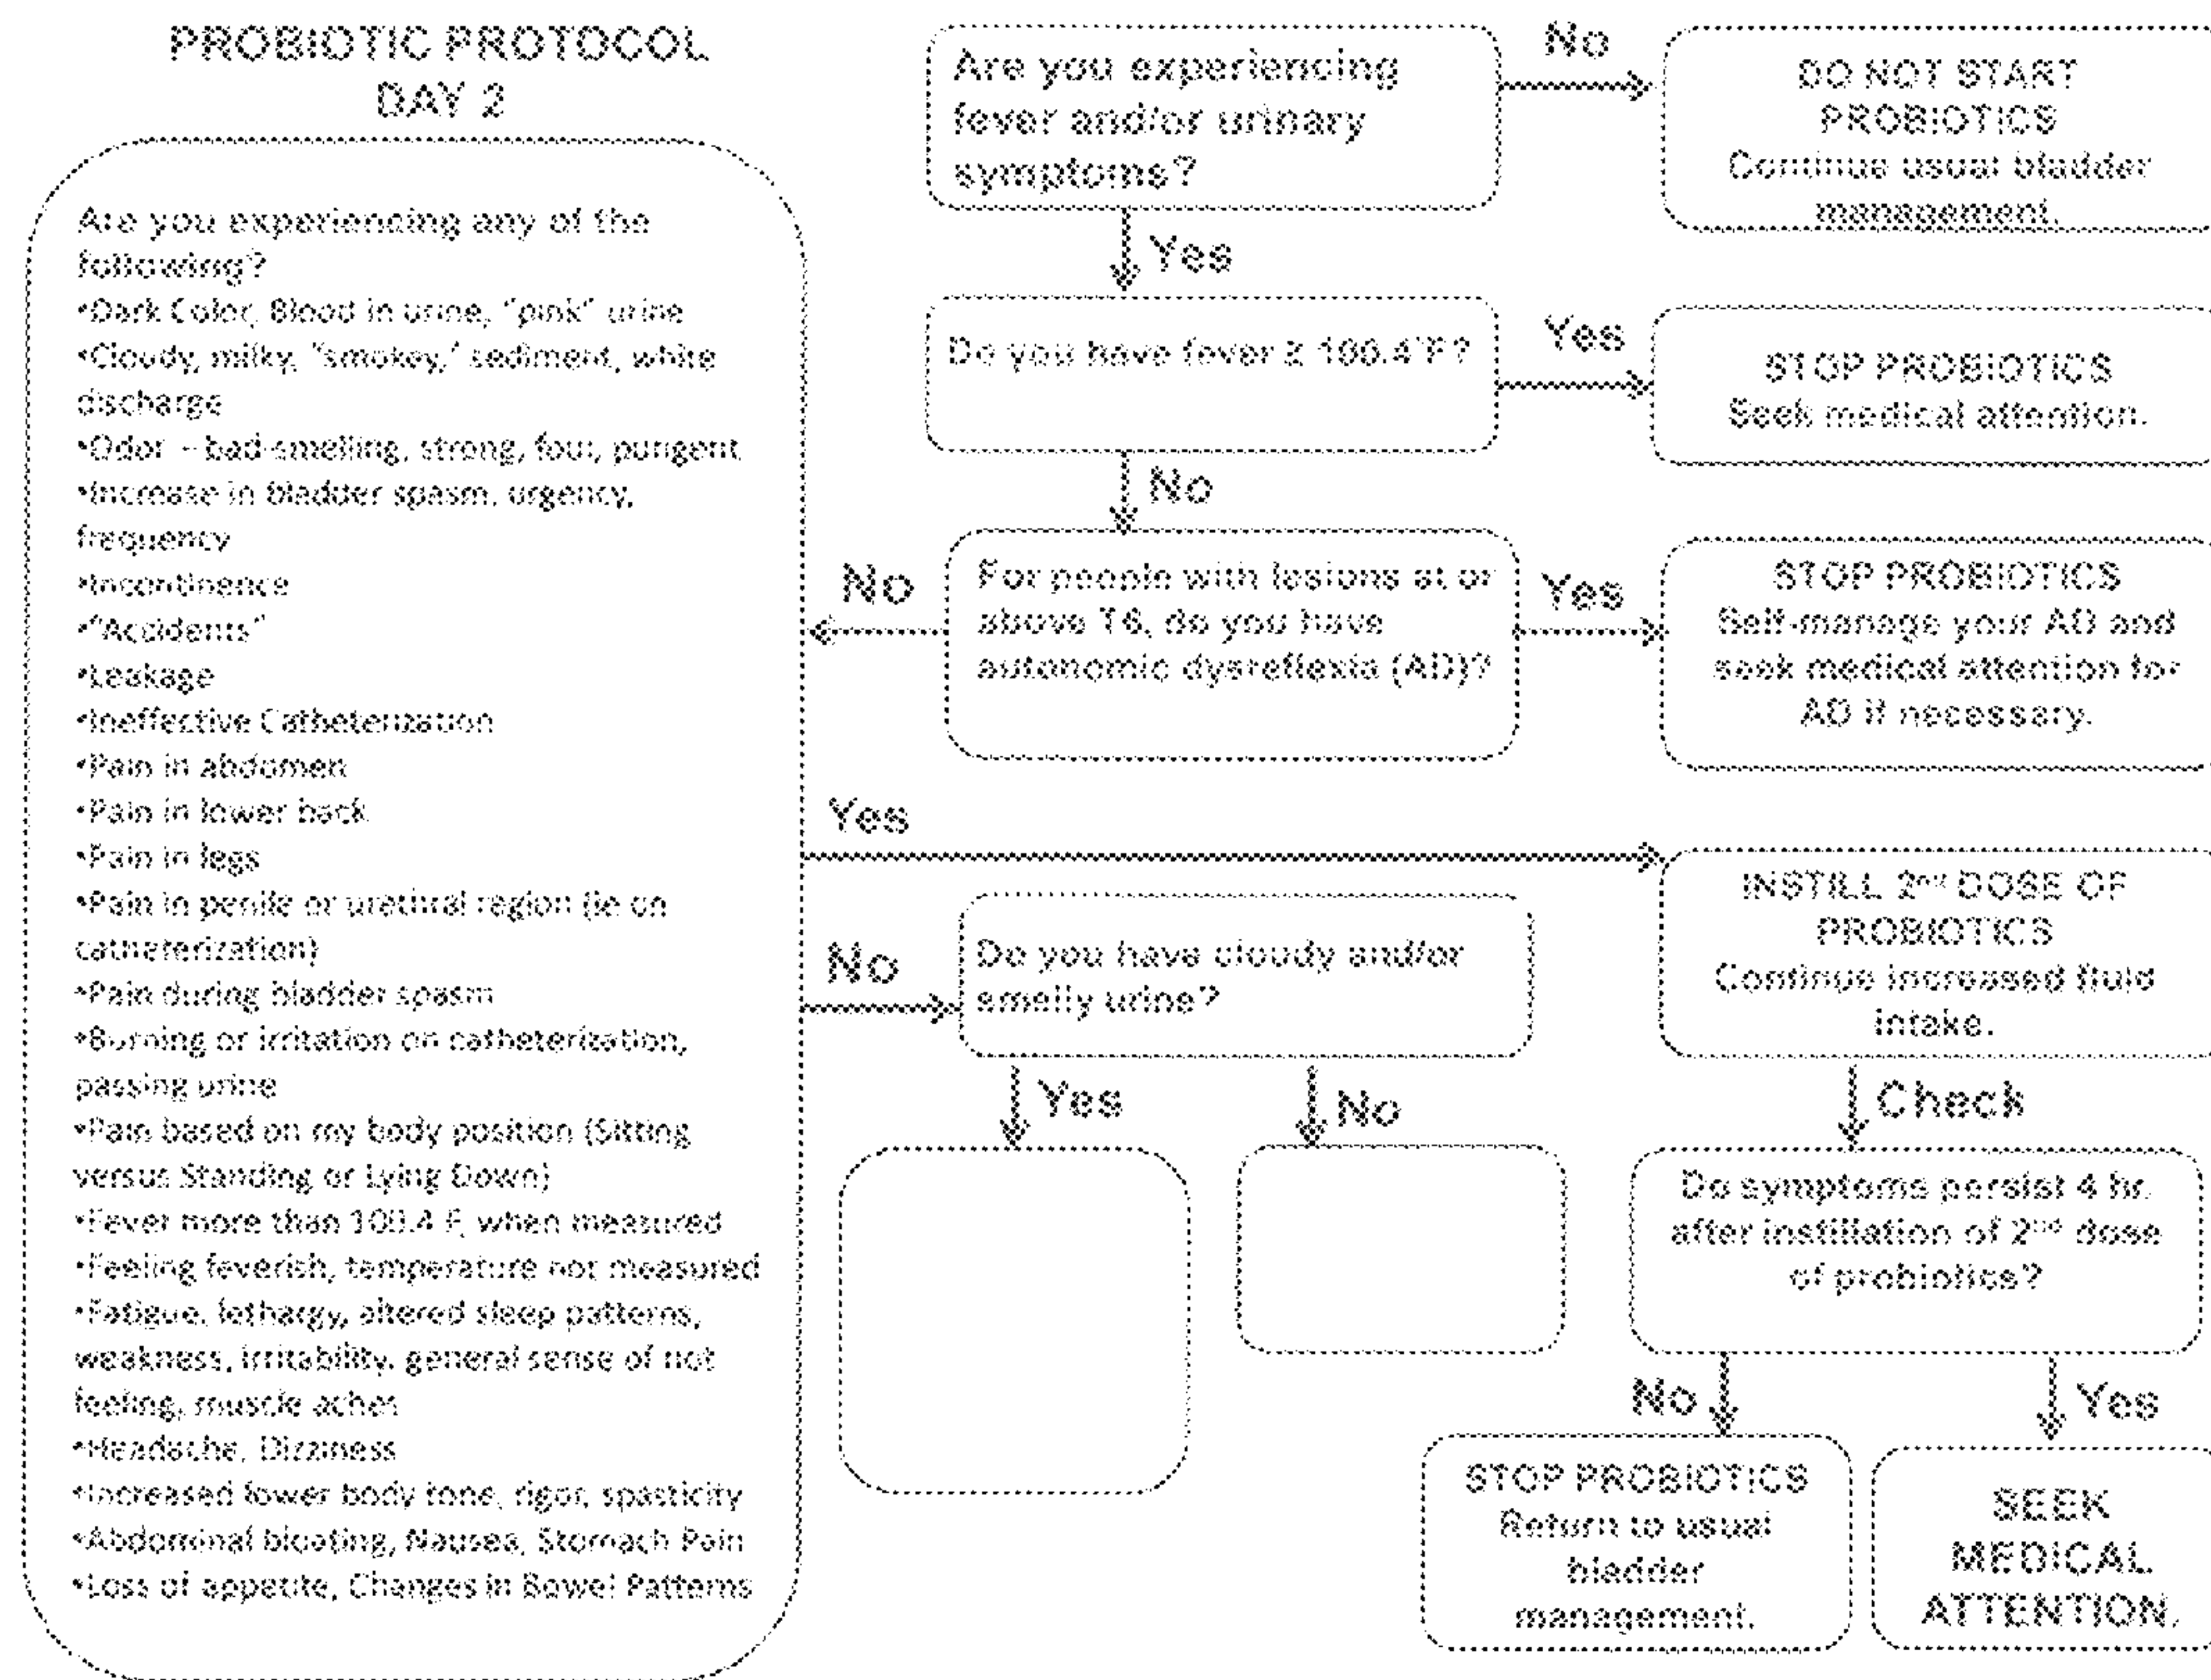 PROBIOTIC PROTOCOL
DAY 2
Are you experiencing any of the
following?
•Dark Color, Blood in urine, "pink" urine
•Cloudy, milky, "smokey," sediment, white
discharge
•Odor - bad-smelling, strong, foul, pungent
•Increase in bladder spasm, urgency,
frequency
•Incontinence
•"Accidents"
•Leakage
•Ineffective Catheterization
•Pain in abdomen
•Pain in lower back
•Pain in legs
•Pain in penile or urethral region (ie on
catheterization)
•Pain during bladder spasm
•Burning or irritation on catheterization,
passing urine
•Pain based on my body position (Sitting
versus Standing or Lying Down)
•Fever more than 100.4 F, when measured
•Feeling feverish, temperature not measured
•Fatigue, lethargy, altered sleep patterns,
weakness, irritability, general sense of not
feeling, muscle aches
•Headache, Dizziness
•Increased lower body tone, rigor, spasticity
•Abdominal bloating, Nausea, Stomach Pain
•Loss of appetite, Changes in Bowel Patterns
Are you experiencing
fever and/or urinary
symptoms?
No
DO NOT START
PROBIOTICS
Continue usual bladder
management.
Yes
Do you have fever ≥ 100.4°F?
Yes
STOP PROBIOTICS
Seek medical attention.
No
For people with lesions at or
above T6, do you have
autonomic dysreflexia (AD)?
No
Yes
STOP PROBIOTICS
Self-manage your AD and
seek medical attention for
AD if necessary.
Yes
INSTILL 2nd DOSE OF
PROBIOTICS
Continue increased fluid
intake.
No
Do you have cloudy and/or
smelly urine?
Yes
No
Check
Do symptoms persist 4 hr.
after instillation of 2nd dose
of probiotics?
No
Yes
STOP PROBIOTICS
Return to usual
bladder
management.
SEEK
MEDICAL
ATTENTION.